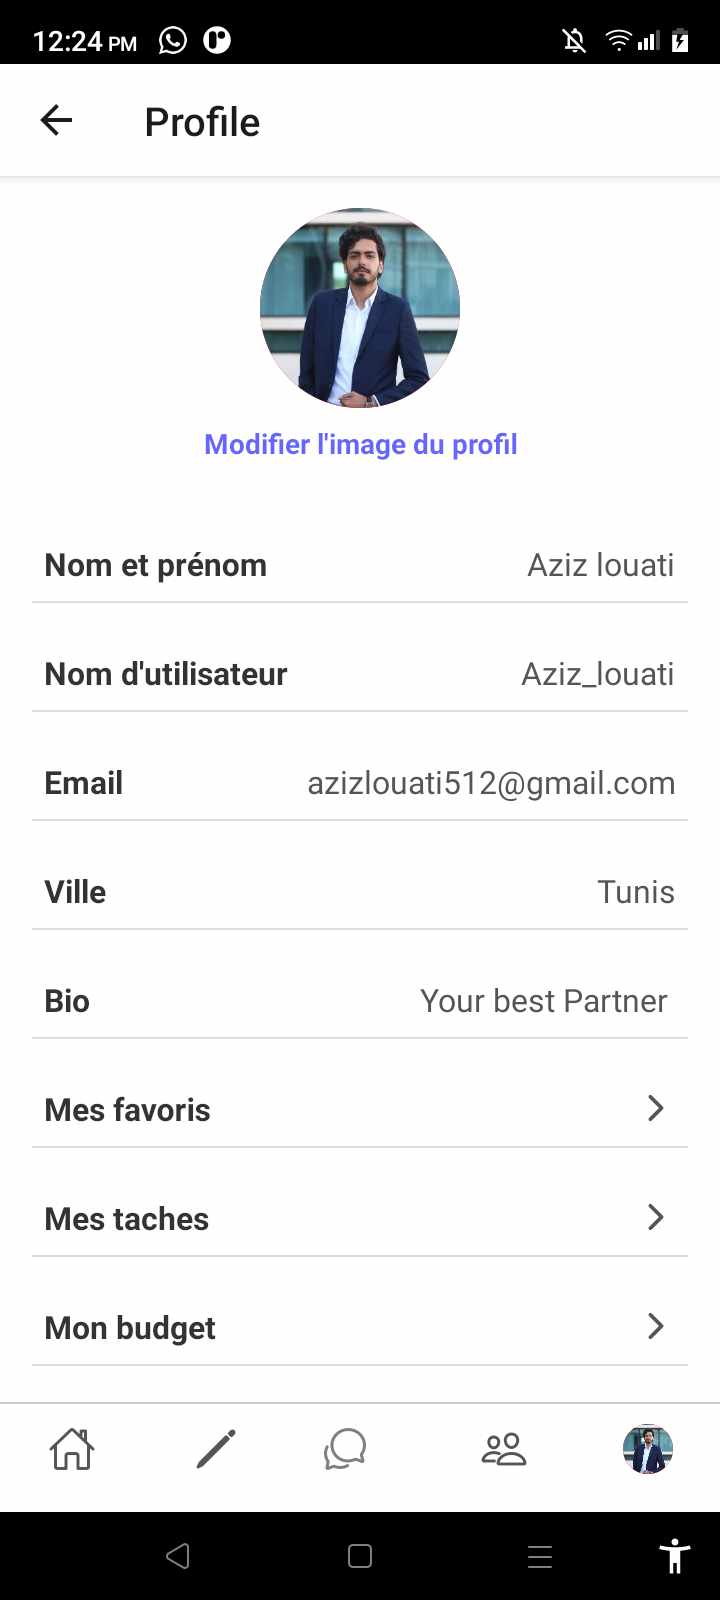 12:24 PM
Profile
Modifier l'image du profil
Nom et prénom Aziz louati
Nom d'utilisateur Aziz_louati
Email azizlouati512@gmail.com
Ville Tunis
Bio Your best Partner
Mes favoris
Mes taches
Mon budget